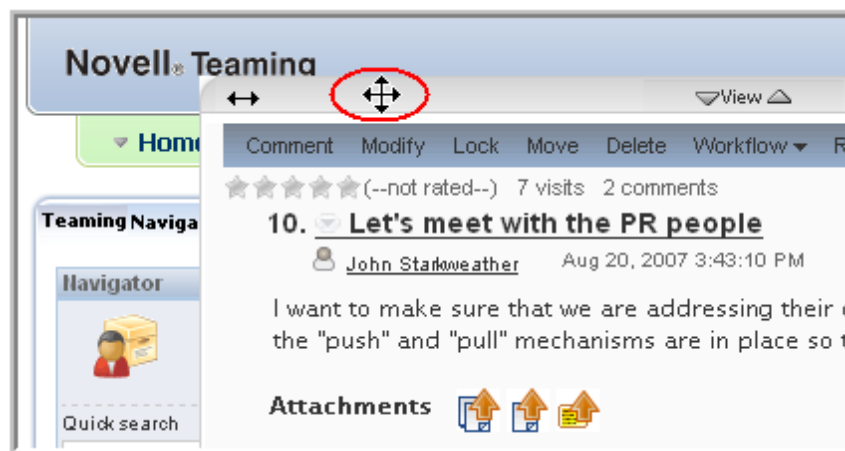 Novell® Teaming
View
Home
Comment Modify Lock Move Delete Workflow
(--not rated--) 7 visits 2 comments
Teaming Naviga
10. Let's meet with the PR people
John Starkweather Aug 20, 2007 3:43:10 PM
Navigator
I want to make sure that we are addressing their
the "push" and "pull" mechanisms are in place so
Attachments
Quick search